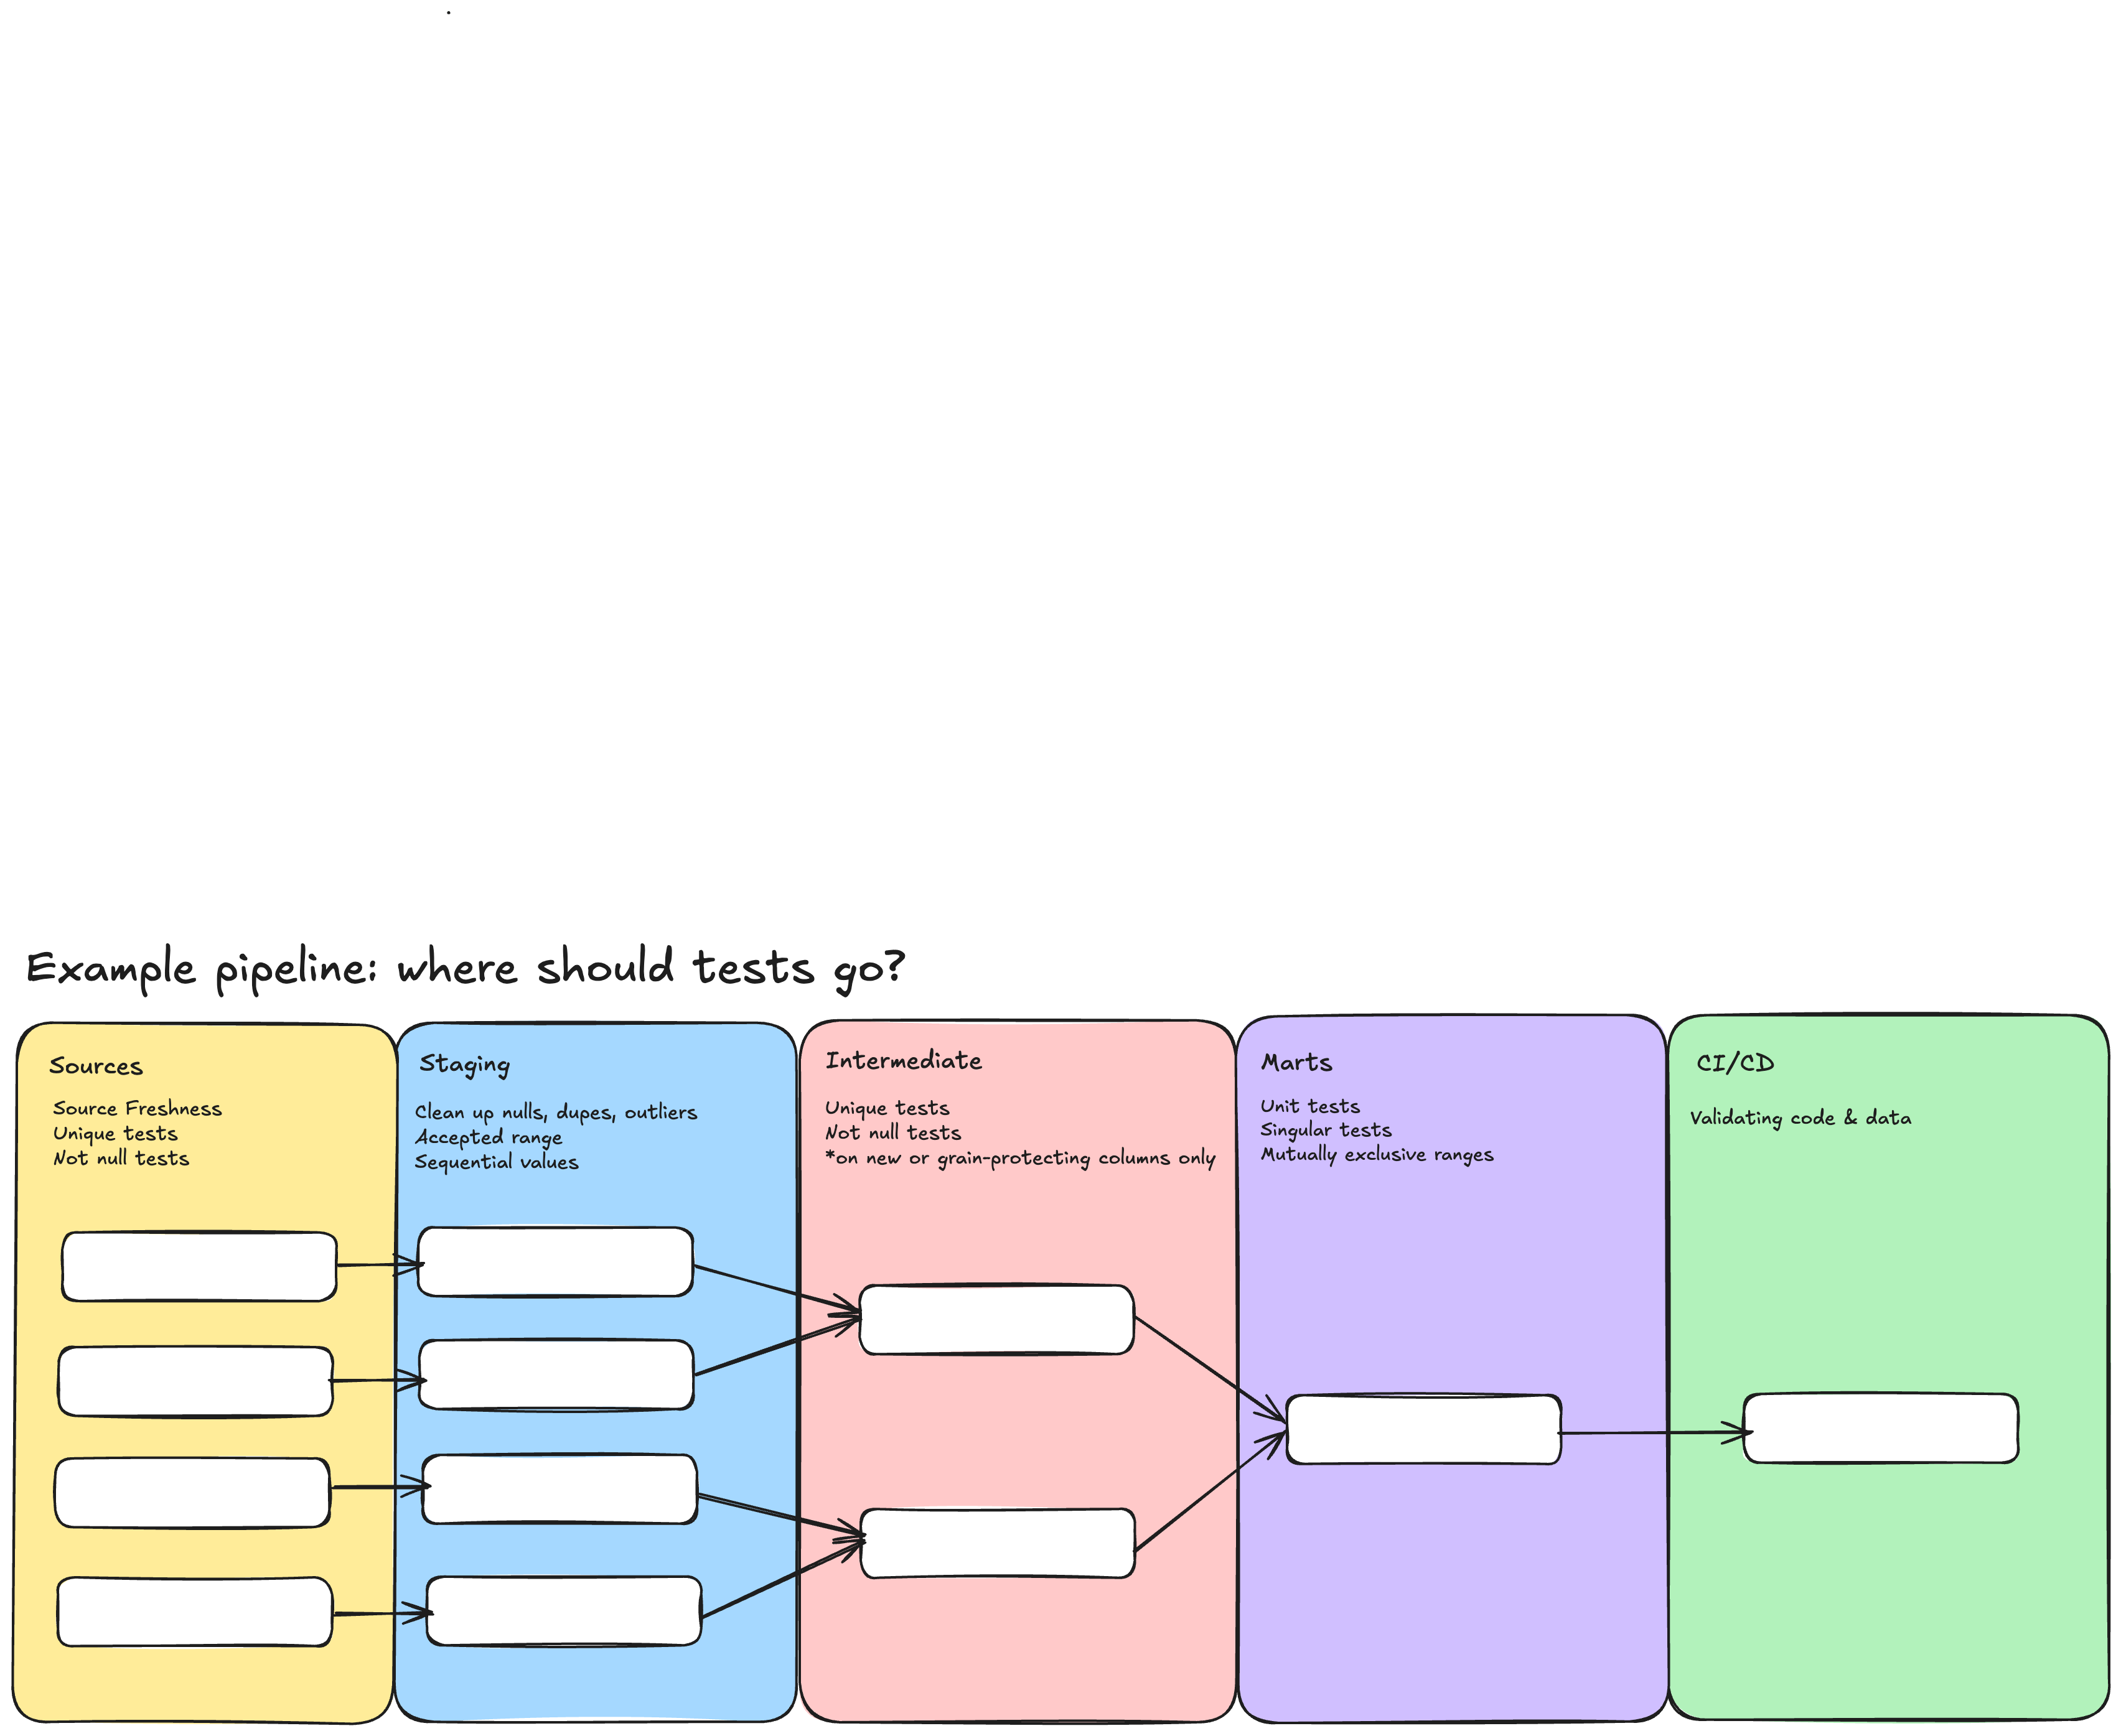 Example pipeline: where should tests go?
Sources
Source Freshness
Unique tests
Not null tests
Staging
Clean up nulls, dupes, outliers
Accepted range
Sequential values
Intermediate
Unique tests
Not null tests
*on new or grain-protecting columns only
Marts
Unit tests
Singular tests
Mutually exclusive ranges
CI/CD
Validating code & data